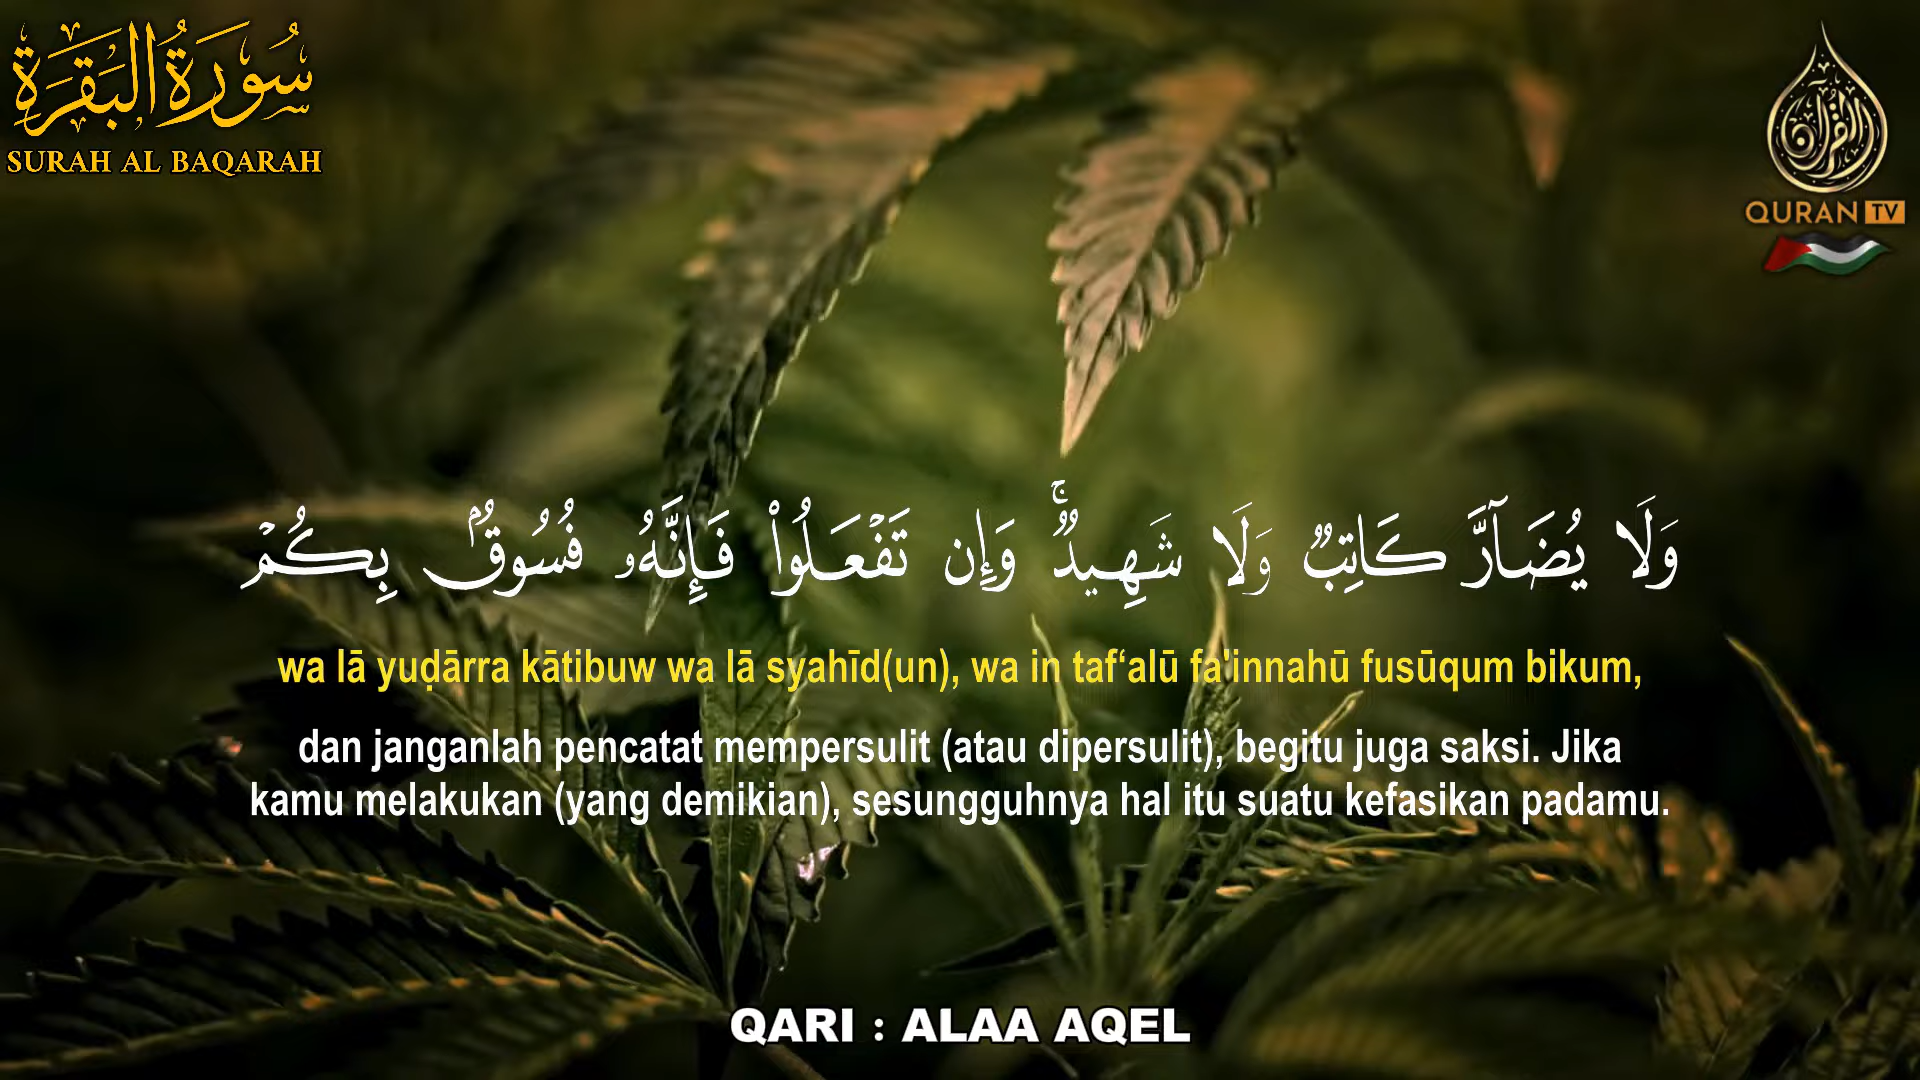 سُورَةُ الْبَقَرَةِ
SURAH AL BAQARAH
القرآن
QURAN TV
وَلَا يُضَآرَّ كَاتِبٌ وَلَا شَهِيدٌ ۚ وَإِن تَفْعَلُوا۟ فَإِنَّهُۥ فُسُوقٌۢ بِكُمْ
wa lā yuḍārra kātibuw wa lā syahīd(un), wa in taf‘alū fa'innahū fusūqum bikum,
dan janganlah pencatat mempersulit (atau dipersulit), begitu juga saksi. Jika
kamu melakukan (yang demikian), sesungguhnya hal itu suatu kefasikan padamu.
QARI : ALAA AQEL